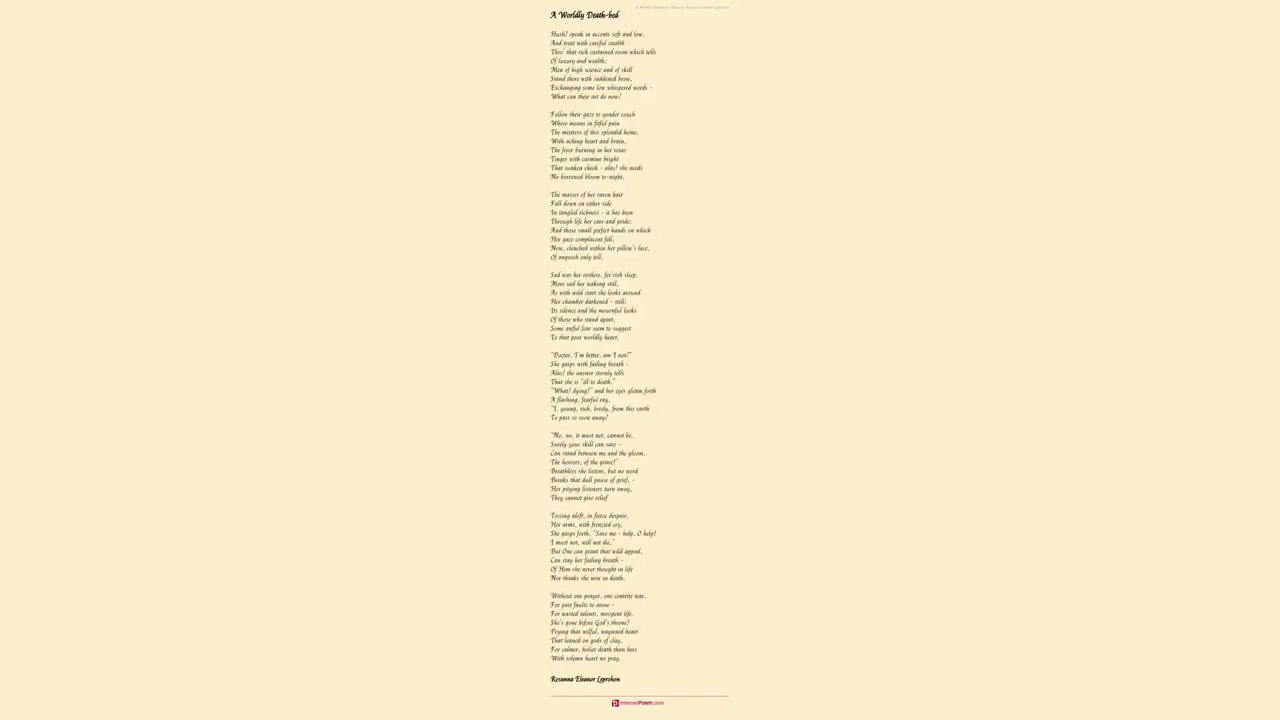 A Worldly Death-bed Poem by Rosanna Eleanor Leprohon
A Worldly Death-bed
Hush! speak in accents soft and low,
And treat with careful stealth
Thro' that rich curtained room which tells
Of luxury and wealth;
Men of high science and of skill
Stand there with saddened brow,
Exchanging some low whispered words -
What can their art do now?
Follow their gaze to yonder couch
Where moans in fitful pain
The mistress of this splendid home,
With aching heart and brain.
The fever burning in her veins
Tinges with carmine bright
That sunken cheek - alas! she needs
No borrowed bloom to-night.
The masses of her raven hair
Fall down on either side
In tangled richness - it has been
Through life her care and pride;
And those small perfect hands on which
Her gaze complacent fell,
Now, clenched within her pillow's lace,
Of anguish only tell.
Sad was her restless, fev'rish sleep,
More sad her waking still,
As with wild start she looks around
Her chamber darkened - still;
Its silence and the mournful looks
Of those who stand apart,
Some awful fear seem to suggest
To that poor worldly heart.
"Doctor, I'm better, am I not?"
She gasps with failing breath -
Alas! the answer sternly tells
That she is "ill to death."
"What! dying!" and her eyes gleam forth
A flashing, fearful ray,
"I, young, rich, lovely, from this earth
To pass so soon away?
"No, no, it must not, cannot be,
Surely your skill can save -
Can stand between me and the gloom,
The horrors, of the grave!"
Breathless she listens, but no word
Breaks that dull pause of grief, -
Her pitying listeners turn away,
They cannot give relief
Tossing aloft, in fierce despair,
Her arms, with frenzied cry,
She gasps forth, "Save me - help, O help!
I must not, will not die."
But One can grant that wild appeal,
Can stay her failing breath -
Of Him she never thought in life
Nor thinks she now in death.
Without one prayer, one contrite tear,
For past faults to atone -
For wasted talents, misspent life,
She's gone before God's throne!
Pitying that wilful, wayward heart
That leaned on gods of clay,
For calmer, holier death than hers
With solemn heart we pray.
Rosanna Eleanor Leprohon
InternetPoem.com